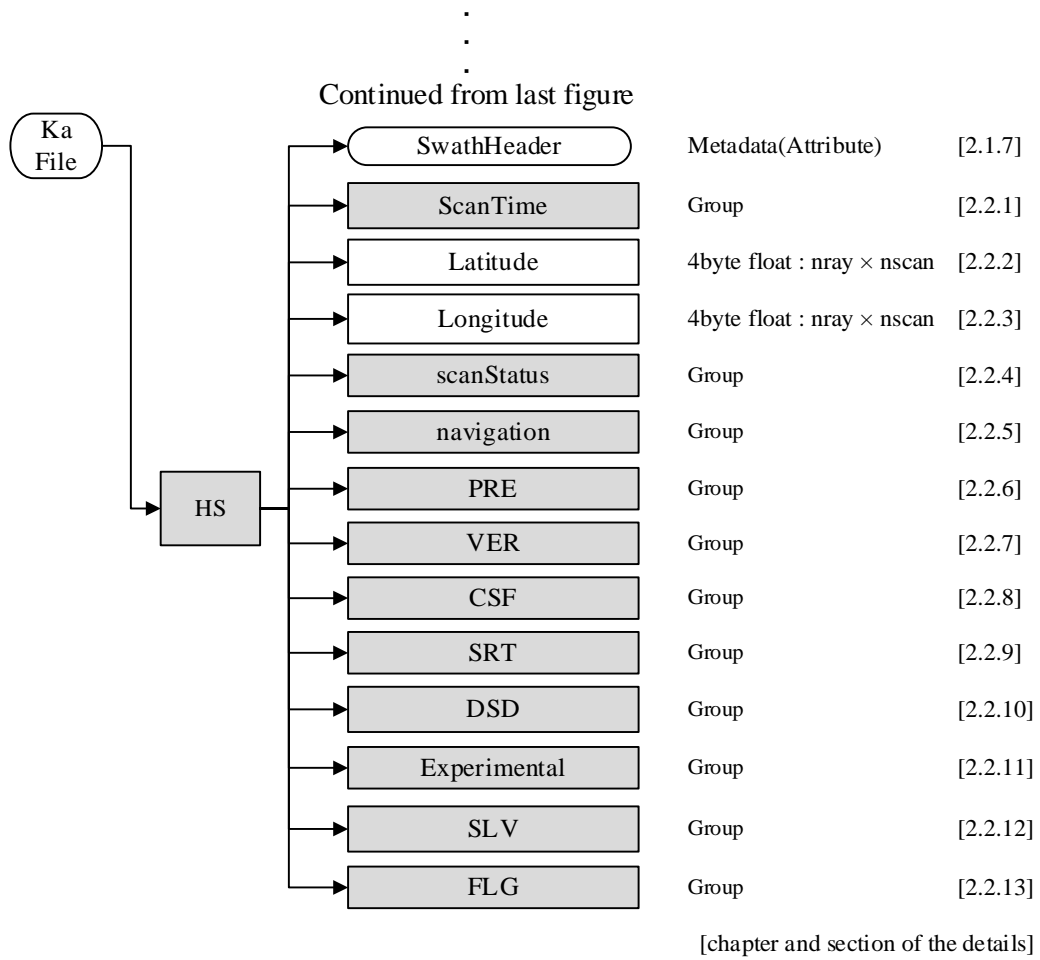 .
.
.
Continued from last figure
Ka
File
SwathHeader Metadata(Attribute) [2.1.7]
ScanTime Group [2.2.1]
Latitude 4byte float : nray × nscan [2.2.2]
Longitude 4byte float : nray × nscan [2.2.3]
scanStatus Group [2.2.4]
navigation Group [2.2.5]
PRE Group [2.2.6]
HS
VER Group [2.2.7]
CSF Group [2.2.8]
SRT Group [2.2.9]
DSD Group [2.2.10]
Experimental Group [2.2.11]
SLV Group [2.2.12]
FLG Group [2.2.13]
[chapter and section of the details]